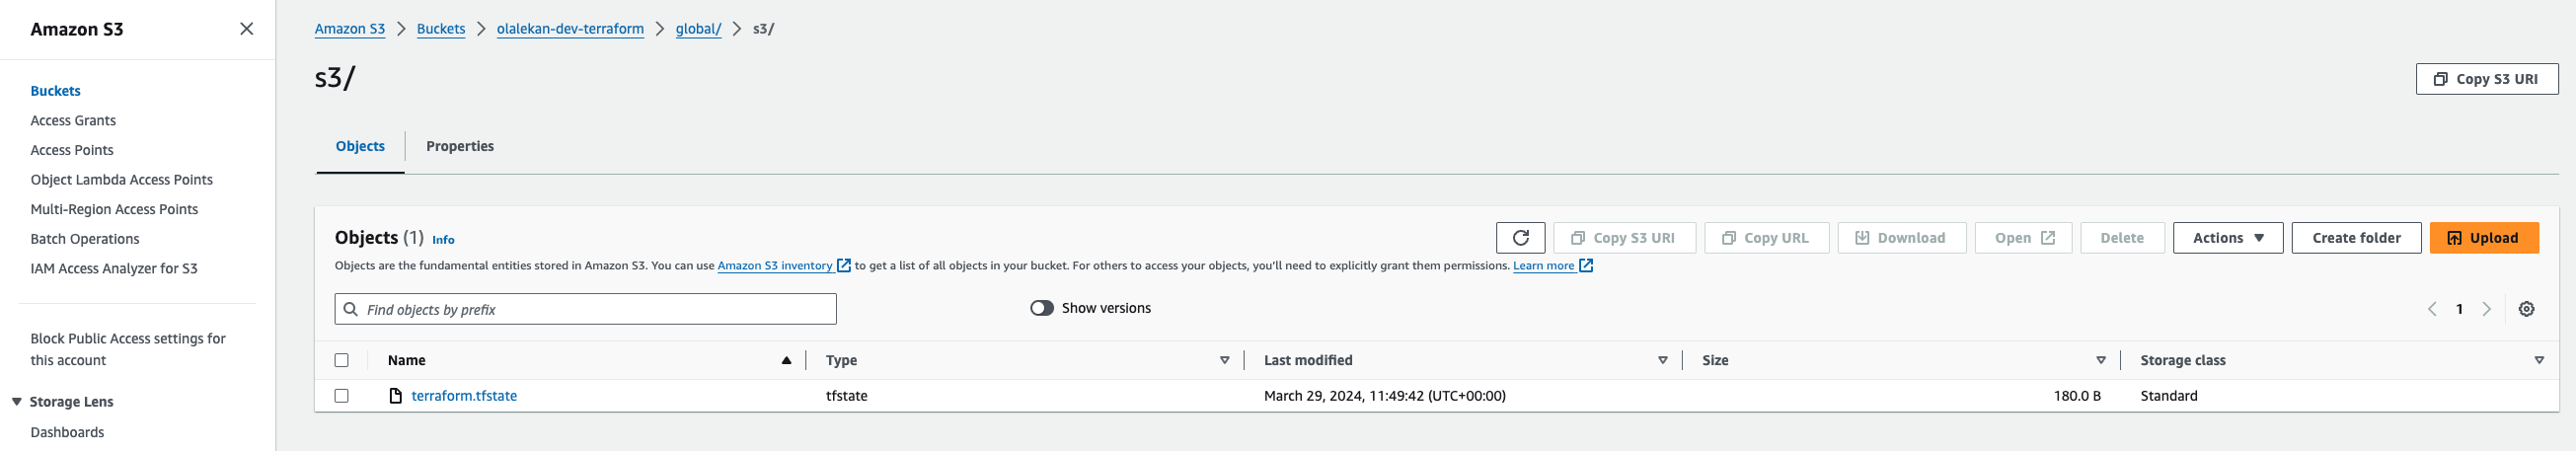 Amazon S3
Buckets
Access Grants
Access Points
Object Lambda Access Points
Multi-Region Access Points
Batch Operations
IAM Access Analyzer for S3
Block Public Access settings for
this account
Storage Lens
Dashboards
Amazon S3 Buckets olalekan-dev-terraform global/ s3/
s3/
Copy S3 URI
Objects Properties
Objects (1) Info
Copy S3 URI Copy URL Download Open Delete Actions Create folder Upload
Objects are the fundamental entities stored in Amazon S3. You can use Amazon S3 inventory to get a list of all objects in your bucket. For others to access your objects, you’ll need to explicitly grant them permissions. Learn more
Find objects by prefix
Show versions
1
Name Type Last modified Size Storage class
terraform.tfstate tfstate March 29, 2024, 11:49:42 (UTC+00:00) 180.0 B Standard